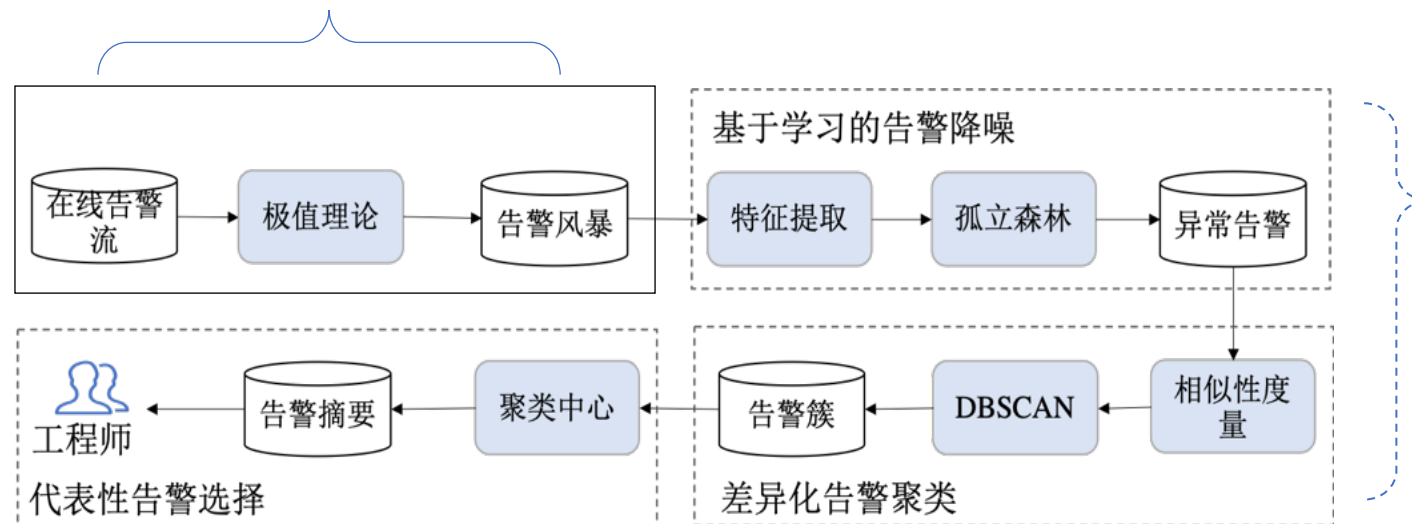 在线告警
流
极值理论
告警风暴
基于学习的告警降噪
特征提取
孤立森林
异常告警
相似性度
量
DBSCAN
告警簇
差异化告警聚类
聚类中心
告警摘要
工程师
代表性告警选择